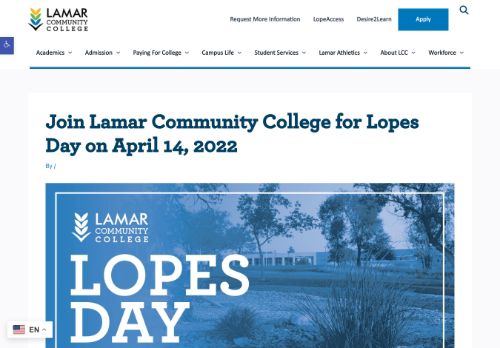 LAMAR
COMMUNITY
COLLEGE
Request More Information LopeAccess Desire2Learn Apply
Academics Admission Paying For College Campus Life Student Services Lamar Athletics About LCC Workforce
Join Lamar Community College for Lopes
Day on April 14, 2022
By /
LAMAR
COMMUNITY
COLLEGE
LOPES
DAY
EN